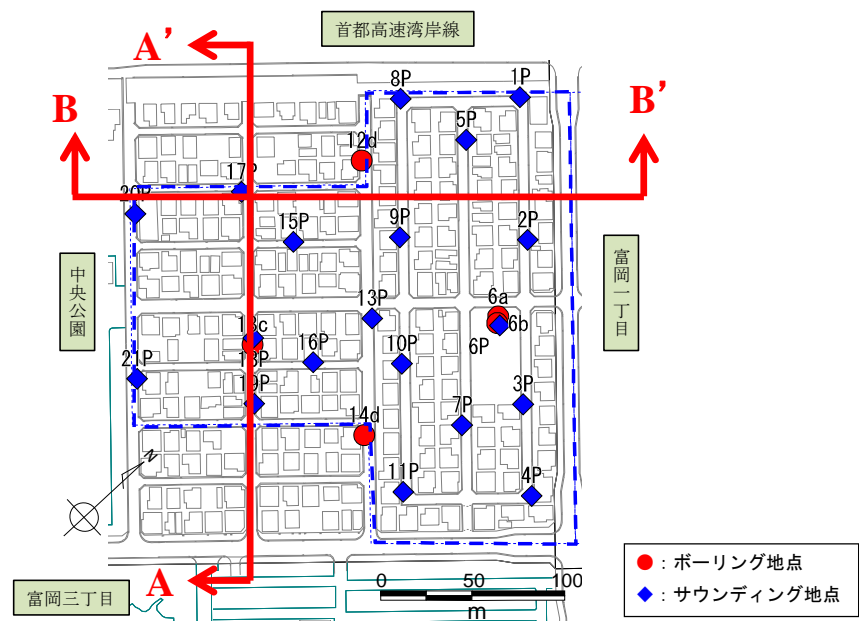 首都高速湾岸線
A’
8P
1P
B
B’
5P
12d
17P
20P
15P
9P
2P
中央公園
富岡一丁目
13P
6a
6b
18c
18P
16P
10P
6P
21P
19P
3P
14d
7P
N
11P
4P
A
富岡三丁目
0 50 100
m
：ボーリング地点
：サウンディング地点